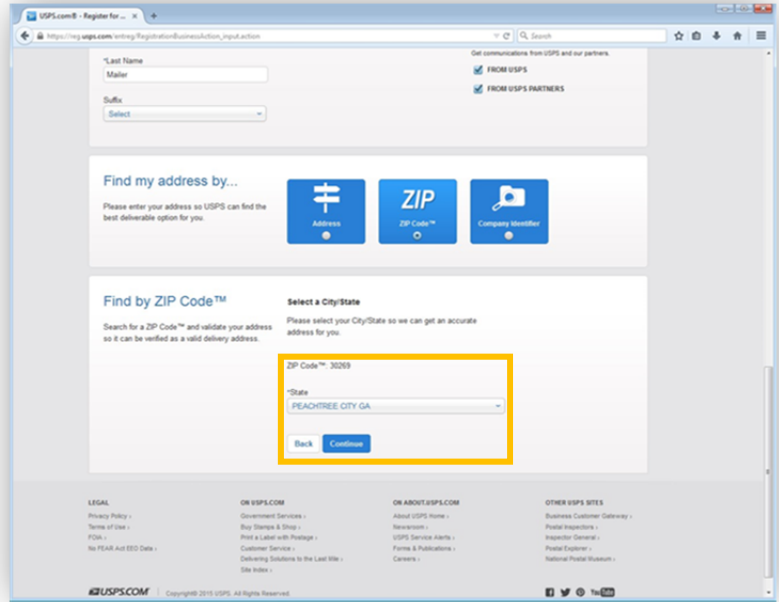 USPS.com® - Register for ...
https://reg.usps.com/entreg/RegistrationBusinessAction_input.action
Search
Get communications from USPS and our partners.
*Last Name
FROM USPS
Mailer
FROM USPS PARTNERS
Suffix
Select
Find my address by...
Please enter your address so USPS can find the
best deliverable option for you.
Address
ZIP
ZIP Code™
Company Identifier
Find by ZIP Code™
Search for a ZIP Code™ and validate your address
so it can be verified as a valid delivery address.
Select a City/State
Please select your City/State so we can get an accurate
address for you.
ZIP Code™: 30269
*State
PEACHTREE CITY GA
Back Continue
LEGAL
Privacy Policy ›
Terms of Use ›
FOIA ›
No FEAR Act EEO Data ›
ON USPS.COM
Government Services ›
Buy Stamps & Shop ›
Print a Label with Postage ›
Customer Service ›
Delivering Solutions to the Last Mile ›
Site Index ›
ON ABOUT.USPS.COM
About USPS Home ›
Newsroom ›
USPS Service Alerts ›
Forms & Publications ›
Careers ›
OTHER USPS SITES
Business Customer Gateway ›
Postal Inspectors ›
Inspector General ›
Postal Explorer ›
National Postal Museum ›
USPS.COM Copyright© 2015 USPS. All Rights Reserved.
YouTube